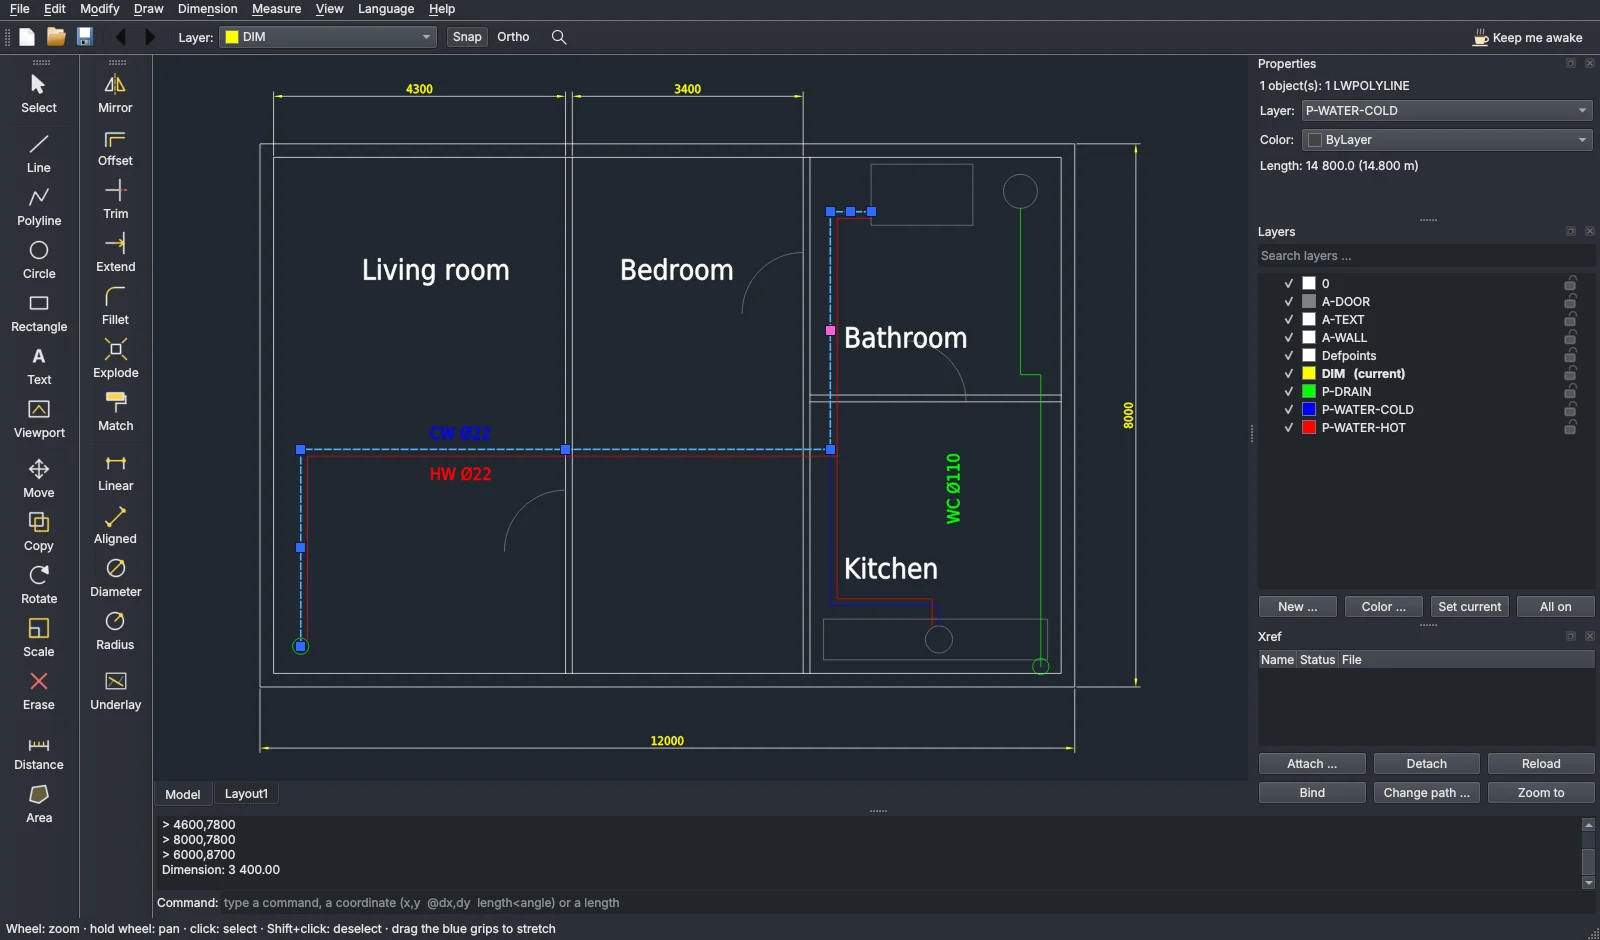 File Edit Modify Draw Dimension Measure View Language Help
Layer: DIM Snap Ortho Keep me awake
Select
Line
Polyline
Circle
Rectangle
Text
Viewport
Move
Copy
Rotate
Scale
Erase
Distance
Area
Mirror
Offset
Trim
Extend
Fillet
Explode
Match
Linear
Aligned
Diameter
Radius
Underlay
4300 3400
Living room Bedroom
Bathroom
8000
CW Ø22
HW Ø22
WC Ø110
Kitchen
12000
Model Layout1
> 4600,7800
> 8000,7800
> 6000,8700
Dimension: 3 400.00
Command: type a command, a coordinate (x,y @dx,dy length<angle) or a length
Wheel: zoom · hold wheel: pan · click: select · Shift+click: deselect · drag the blue grips to stretch
Properties
1 object(s): 1 LWPOLYLINE
Layer: P-WATER-COLD
Color: ByLayer
Length: 14 800.0 (14.800 m)
Layers
Search layers ...
0
A-DOOR
A-TEXT
A-WALL
Defpoints
DIM (current)
P-DRAIN
P-WATER-COLD
P-WATER-HOT
New ... Color ... Set current All on
Xref
Name Status File
Attach ... Detach Reload
Bind Change path ... Zoom to